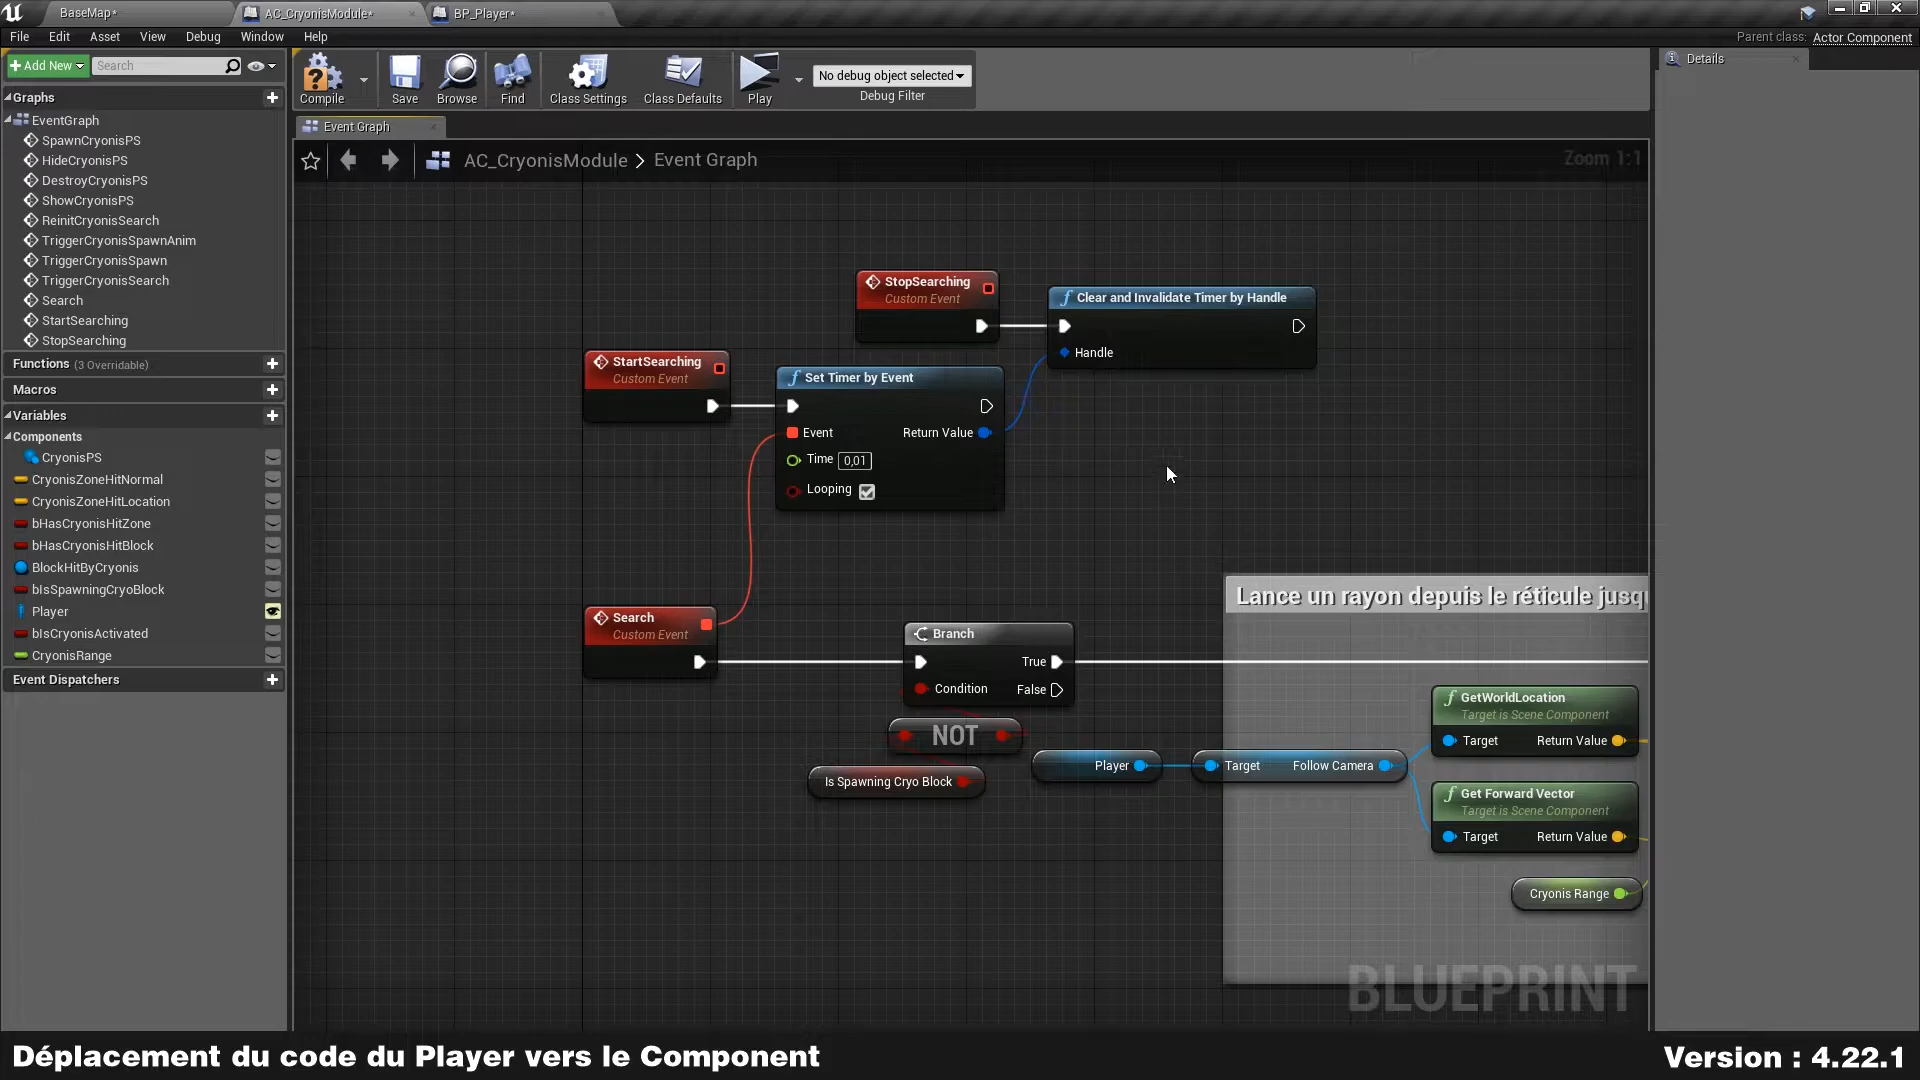 BaseMap*
AC_CryonisModule*
BP_Player*
File Edit Asset View Debug Window Help
Parent class: Actor Component
Add New
Search
Compile
Save
Browse
Find
Class Settings
Class Defaults
Play
No debug object selected
Debug Filter
Details
Graphs
EventGraph
SpawnCryonisPS
HideCryonisPS
DestroyCryonisPS
ShowCryonisPS
ReinitCryonisSearch
TriggerCryonisSpawnAnim
TriggerCryonisSpawn
TriggerCryonisSearch
Search
StartSearching
StopSearching
Functions (3 Overridable)
Macros
Variables
Components
CryonisPS
CryonisZoneHitNormal
CryonisZoneHitLocation
bHasCryonisHitZone
bHasCryonisHitBlock
BlockHitByCryonis
bIsSpawningCryoBlock
Player
bIsCryonisActivated
CryonisRange
Event Dispatchers
Event Graph
AC_CryonisModule > Event Graph
Zoom 1:1
StopSearching
Custom Event
Clear and Invalidate Timer by Handle
Handle
StartSearching
Custom Event
Set Timer by Event
Event
Return Value
Time 0,01
Looping
Search
Custom Event
Branch
True
Condition
False
NOT
Is Spawning Cryo Block
Player
Target
Follow Camera
Lance un rayon depuis le réticule jusqu
GetWorldLocation
Target is Scene Component
Target
Return Value
Get Forward Vector
Target is Scene Component
Target
Return Value
Cryonis Range
BLUEPRINT
Déplacement du code du Player vers le Component
Version : 4.22.1